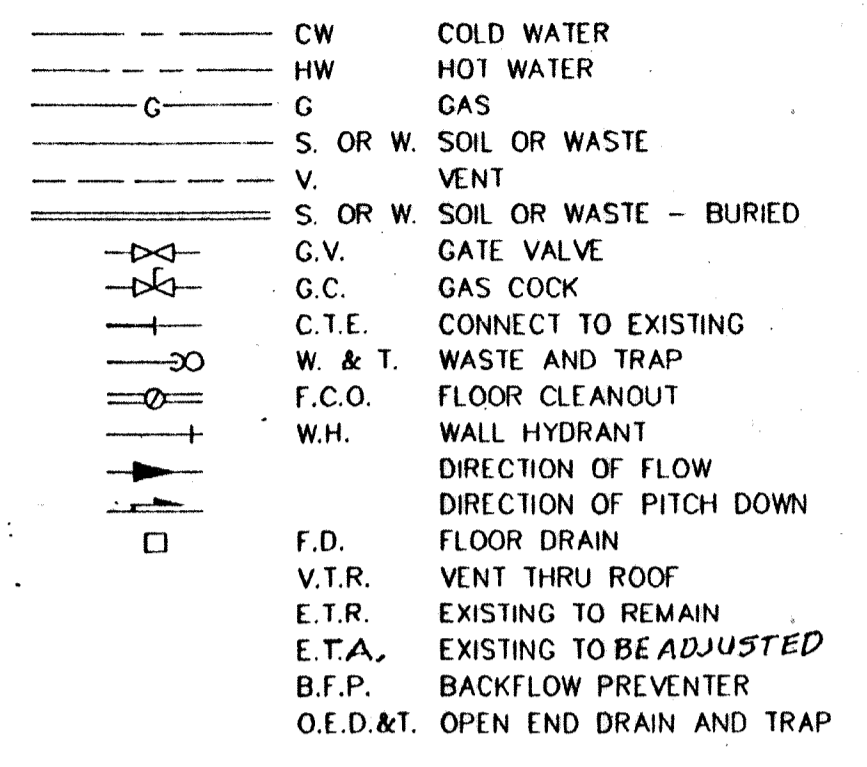 CW COLD WATER
HW HOT WATER
G G GAS
S. OR W. SOIL OR WASTE
V. VENT
S. OR W. SOIL OR WASTE – BURIED
G.V. GATE VALVE
G.C. GAS COCK
C.T.E. CONNECT TO EXISTING
W. & T. WASTE AND TRAP
F.C.O. FLOOR CLEANOUT
W.H. WALL HYDRANT
DIRECTION OF FLOW
DIRECTION OF PITCH DOWN
F.D. FLOOR DRAIN
V.T.R. VENT THRU ROOF
E.T.R. EXISTING TO REMAIN
E.T.A. EXISTING TO BE ADJUSTED
B.F.P. BACKFLOW PREVENTER
O.E.D.&T. OPEN END DRAIN AND TRAP